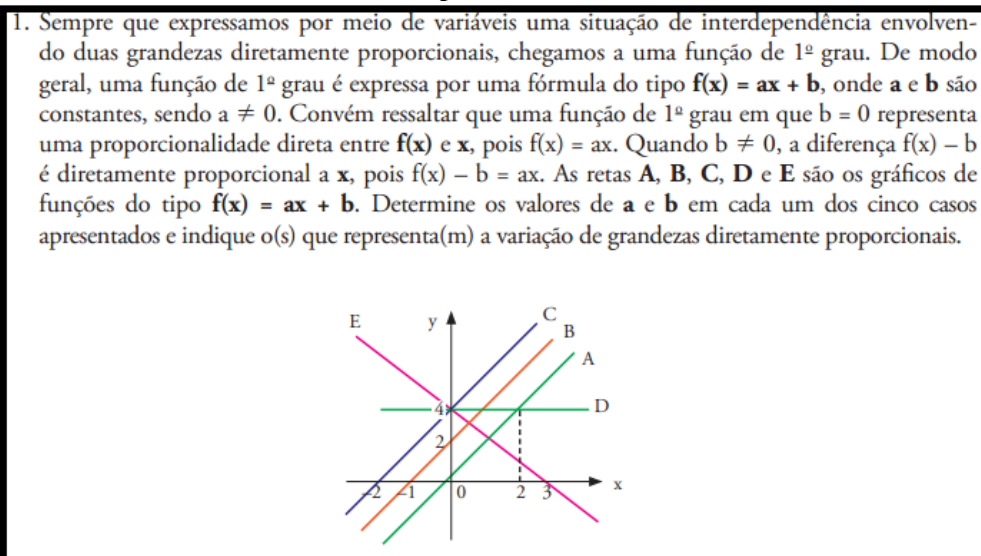 1. Sempre que expressamos por meio de variáveis uma situação de interdependência envolven-
do duas grandezas diretamente proporcionais, chegamos a uma função de 1º grau. De modo
geral, uma função de 1º grau é expressa por uma fórmula do tipo f(x) = ax + b, onde a e b são
constantes, sendo a ≠ 0. Convém ressaltar que uma função de 1º grau em que b = 0 representa
uma proporcionalidade direta entre f(x) e x, pois f(x) = ax. Quando b ≠ 0, a diferença f(x) – b
é diretamente proporcional a x, pois f(x) – b = ax. As retas A, B, C, D e E são os gráficos de
funções do tipo f(x) = ax + b. Determine os valores de a e b em cada um dos cinco casos
apresentados e indique o(s) que representa(m) a variação de grandezas diretamente proporcionais.
E y C
B
A
4 D
2
x
–2 –1 0 2 3